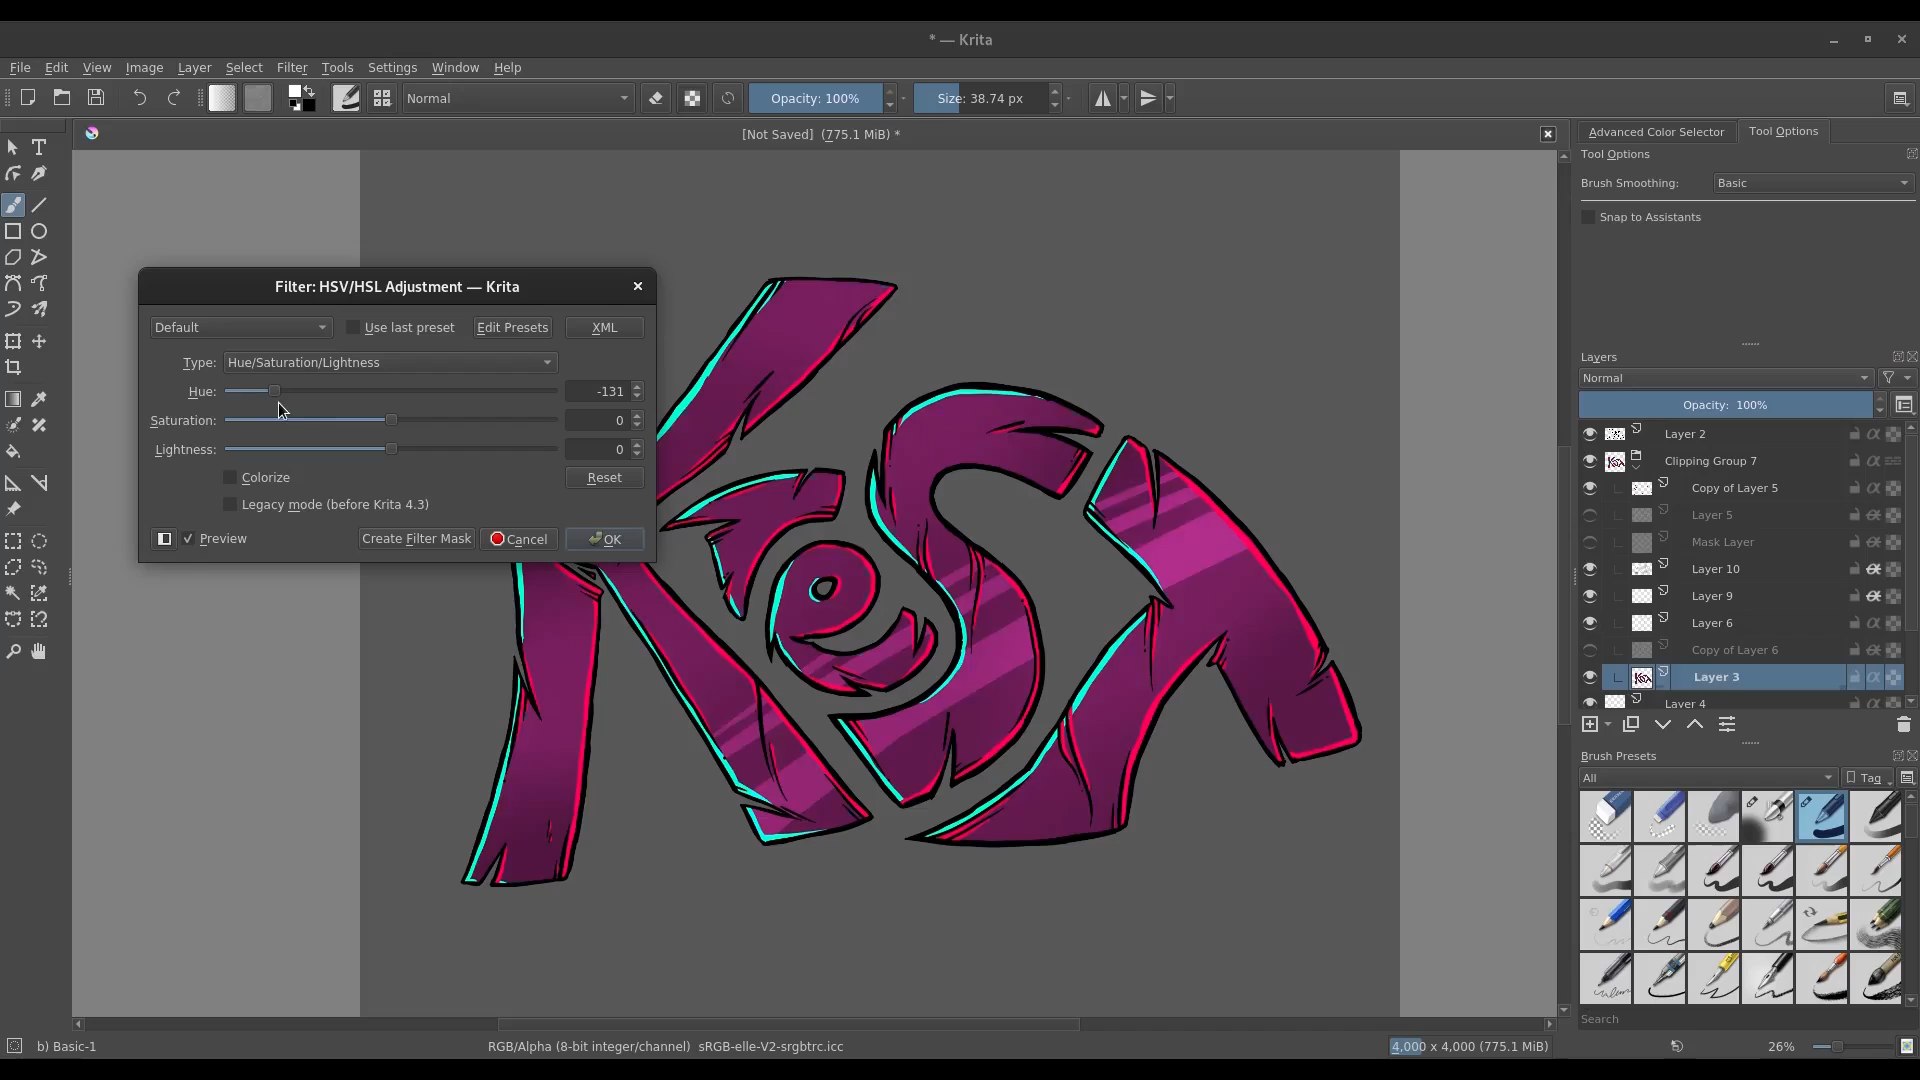 * — Krita
File Edit View Image Layer Select Filter Tools Settings Window Help
Normal Opacity: 100% Size: 38.74 px
[Not Saved] (775.1 MiB) *
Advanced Color Selector Tool Options
Tool Options
Brush Smoothing: Basic
Snap to Assistants
Filter: HSV/HSL Adjustment — Krita
Default Use last preset Edit Presets XML
Type: Hue/Saturation/Lightness
Hue: -131
Saturation: 0
Lightness: 0
Colorize Reset
Legacy mode (before Krita 4.3)
Preview Create Filter Mask Cancel OK
KreST
Layers
Normal
Opacity: 100%
Layer 2
Clipping Group 7
Copy of Layer 5
Layer 5
Mask Layer
Layer 10
Layer 9
Layer 6
Copy of Layer 6
Layer 3
Layer 4
Brush Presets
All Tag
Search
b) Basic-1 RGB/Alpha (8-bit integer/channel) sRGB-elle-V2-srgbtrc.icc 4,000 x 4,000 (775.1 MiB) 26%